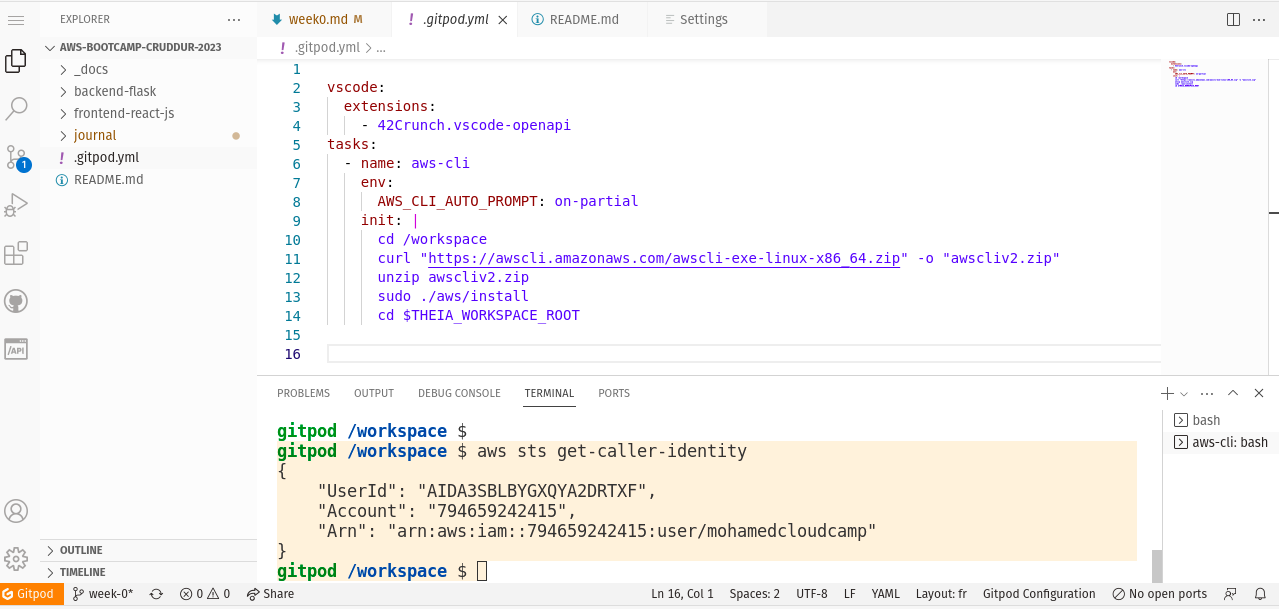 EXPLORER ...
week0.md M
.gitpod.yml
README.md
Settings
AWS-BOOTCAMP-CRUDDUR-2023
_docs
backend-flask
frontend-react-js
journal
! .gitpod.yml
README.md
OUTLINE
TIMELINE
! .gitpod.yml > ...
1
2 vscode:
3 extensions:
4 - 42Crunch.vscode-openapi
5 tasks:
6 - name: aws-cli
7 env:
8 AWS_CLI_AUTO_PROMPT: on-partial
9 init: |
10 cd /workspace
11 curl "https://awscli.amazonaws.com/awscli-exe-linux-x86_64.zip" -o "awscliv2.zip"
12 unzip awscliv2.zip
13 sudo ./aws/install
14 cd $THEIA_WORKSPACE_ROOT
15
16
PROBLEMS OUTPUT DEBUG CONSOLE TERMINAL PORTS
gitpod /workspace $
gitpod /workspace $ aws sts get-caller-identity
{
"UserId": "AIDA3SBLBYGXQYA2DRTXF",
"Account": "794659242415",
"Arn": "arn:aws:iam::794659242415:user/mohamedcloudcamp"
}
gitpod /workspace $
bash
aws-cli: bash
1
/API
Gitpod week-0* 0 0 Share Ln 16, Col 1 Spaces: 2 UTF-8 LF YAML Layout: fr Gitpod Configuration No open ports